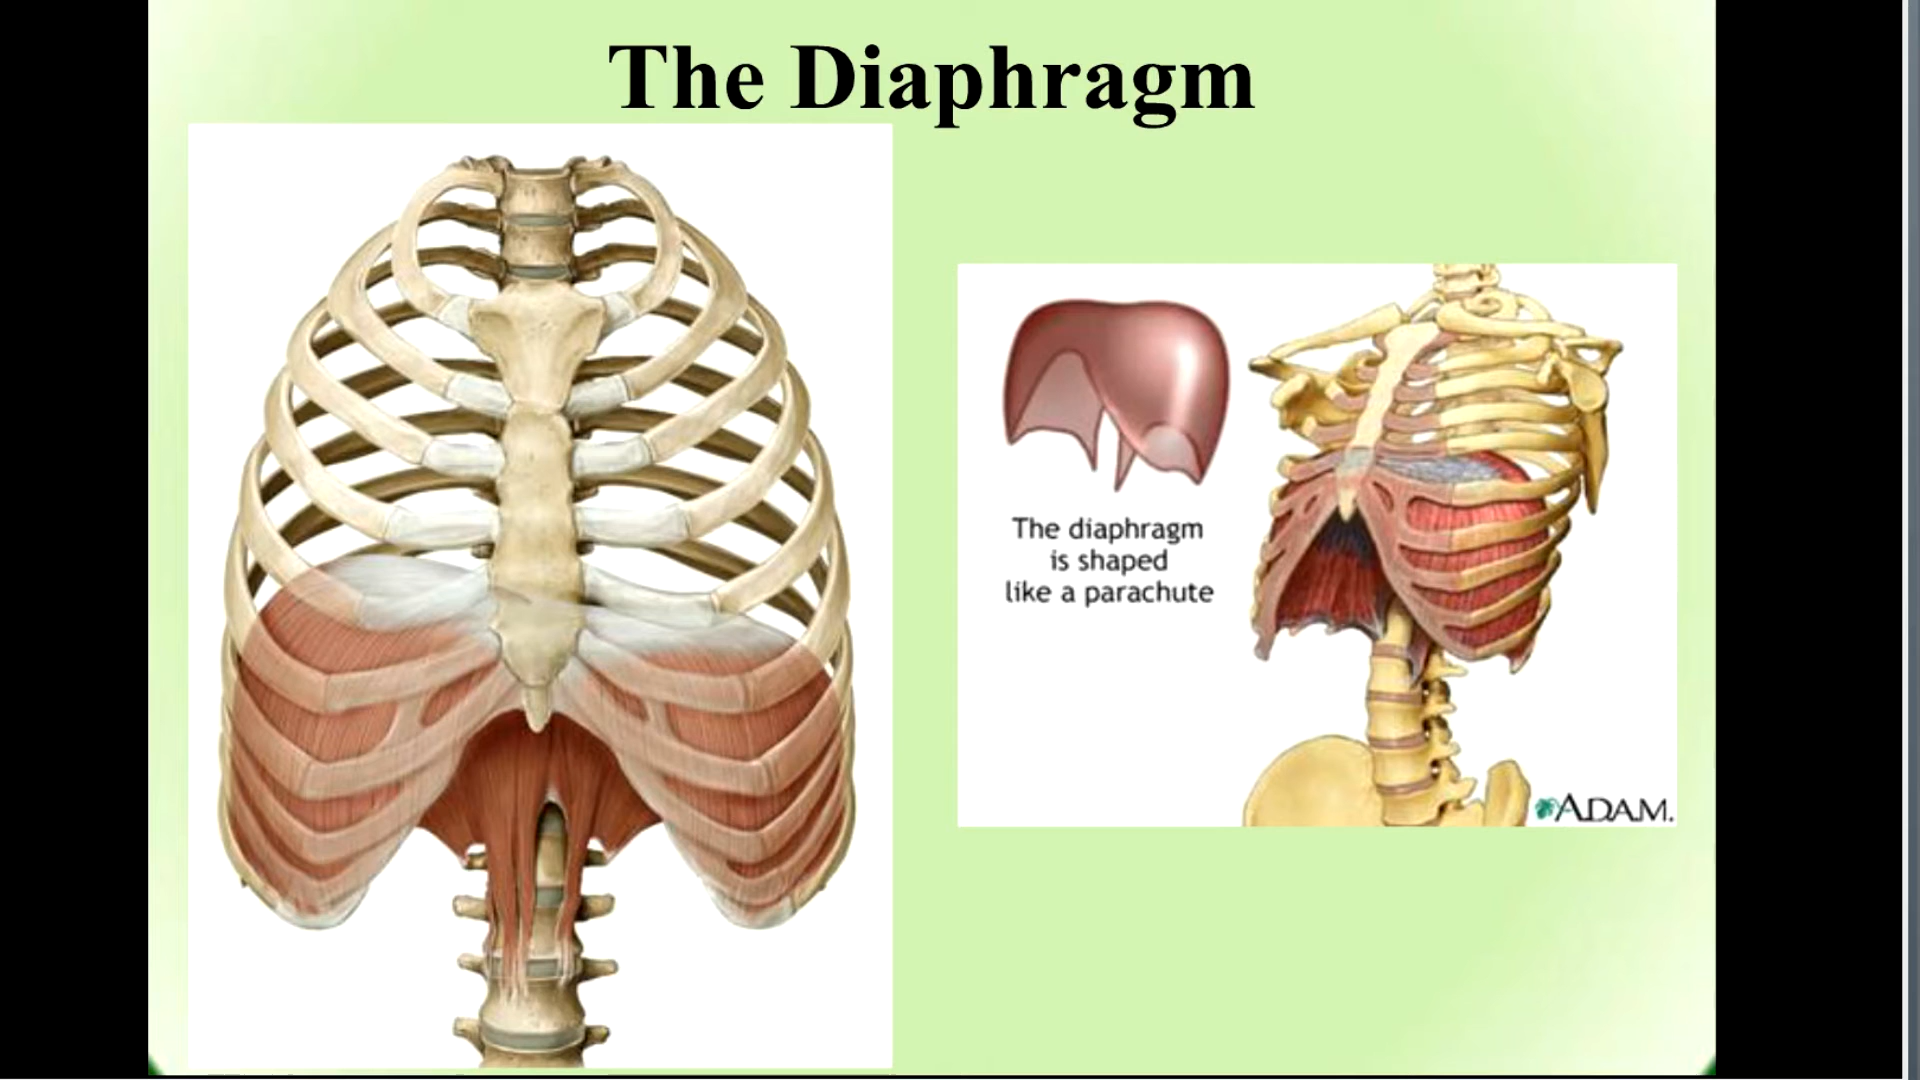 The Diaphragm
The diaphragm
is shaped
like a parachute
ADAM.